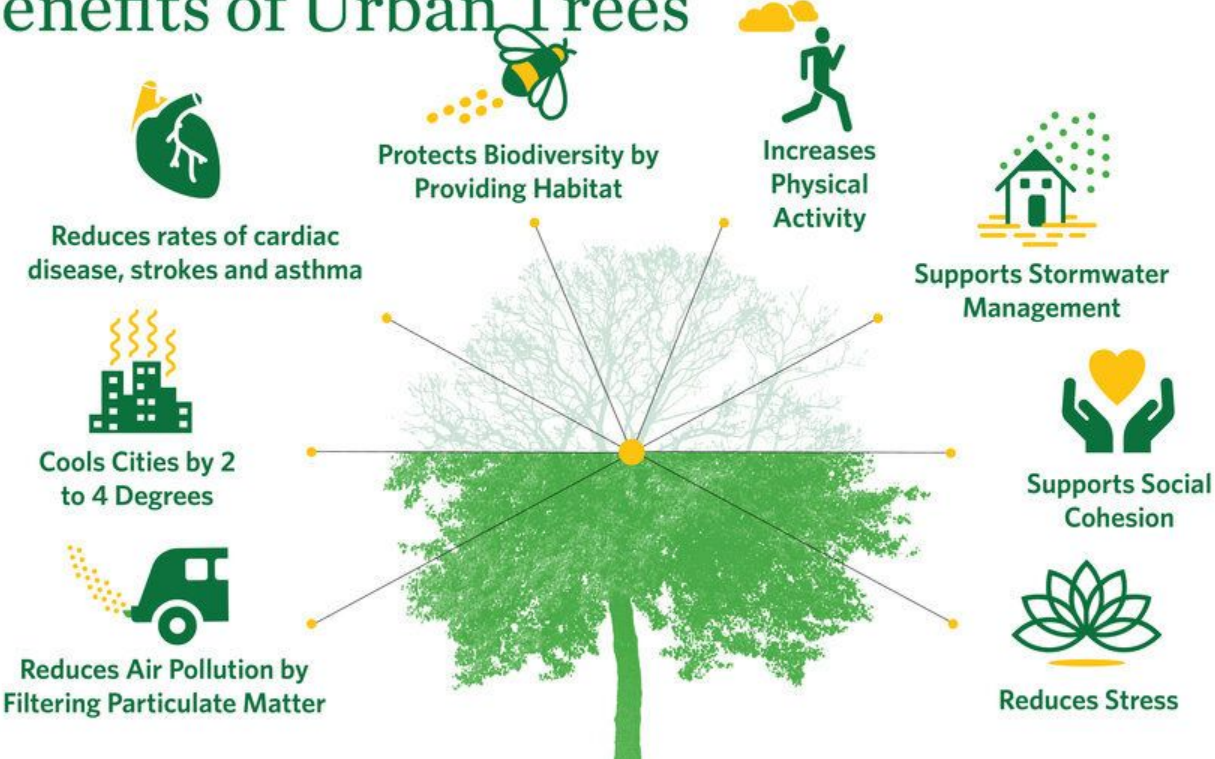 enefits of Urban Trees
Protects Biodiversity by
Providing Habitat
Increases
Physical
Activity
Reduces rates of cardiac
disease, strokes and asthma
Supports Stormwater
Management
Cools Cities by 2
to 4 Degrees
Supports Social
Cohesion
Reduces Air Pollution by
Filtering Particulate Matter
Reduces Stress